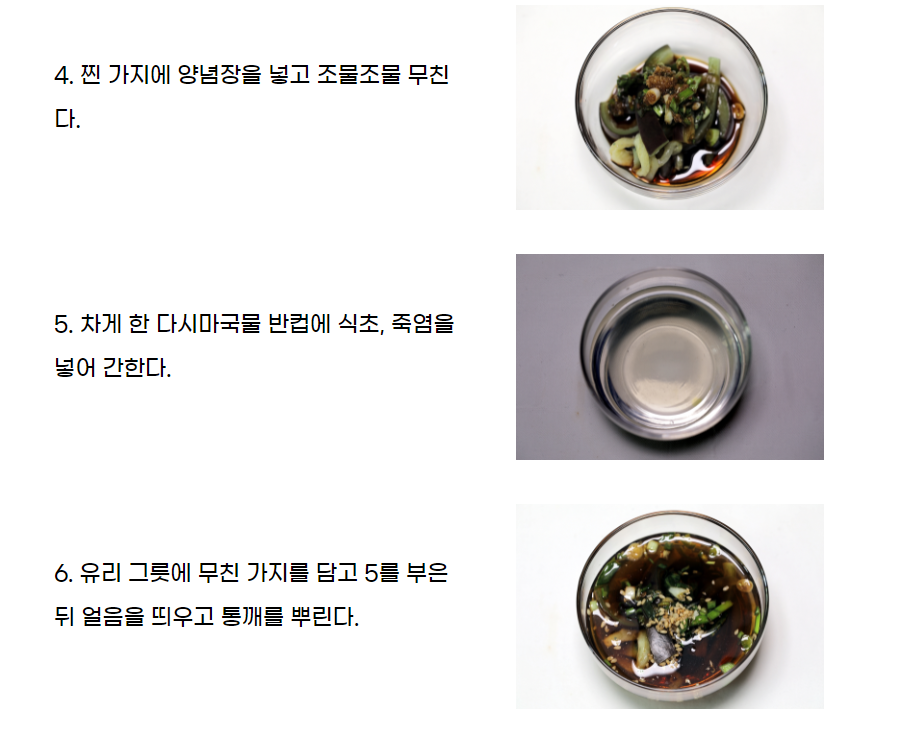 4. 찐 가지에 양념장을 넣고 조물조물 무친
다.
5. 차게 한 다시마국물 반컵에 식초, 죽염을
넣어 간한다.
6. 유리 그릇에 무친 가지를 담고 5를 부은
뒤 얼음을 띄우고 통깨를 뿌린다.